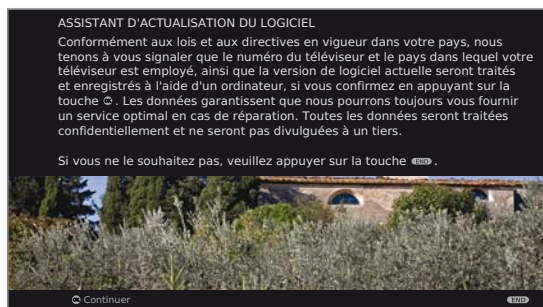 ASSISTANT D'ACTUALISATION DU LOGICIEL
Conformément aux lois et aux directives en vigueur dans votre pays, nous
tenons à vous signaler que le numéro du téléviseur et le pays dans lequel votre
téléviseur est employé, ainsi que la version de logiciel actuelle seront traités
et enregistrés à l'aide d'un ordinateur, si vous confirmez en appuyant sur la
touche OK. Les données garantissent que nous pourrons toujours vous fournir
un service optimal en cas de réparation. Toutes les données seront traitées
confidentiellement et ne seront pas divulguées à un tiers.
Si vous ne le souhaitez pas, veuillez appuyer sur la touche END.
OK Continuer
END